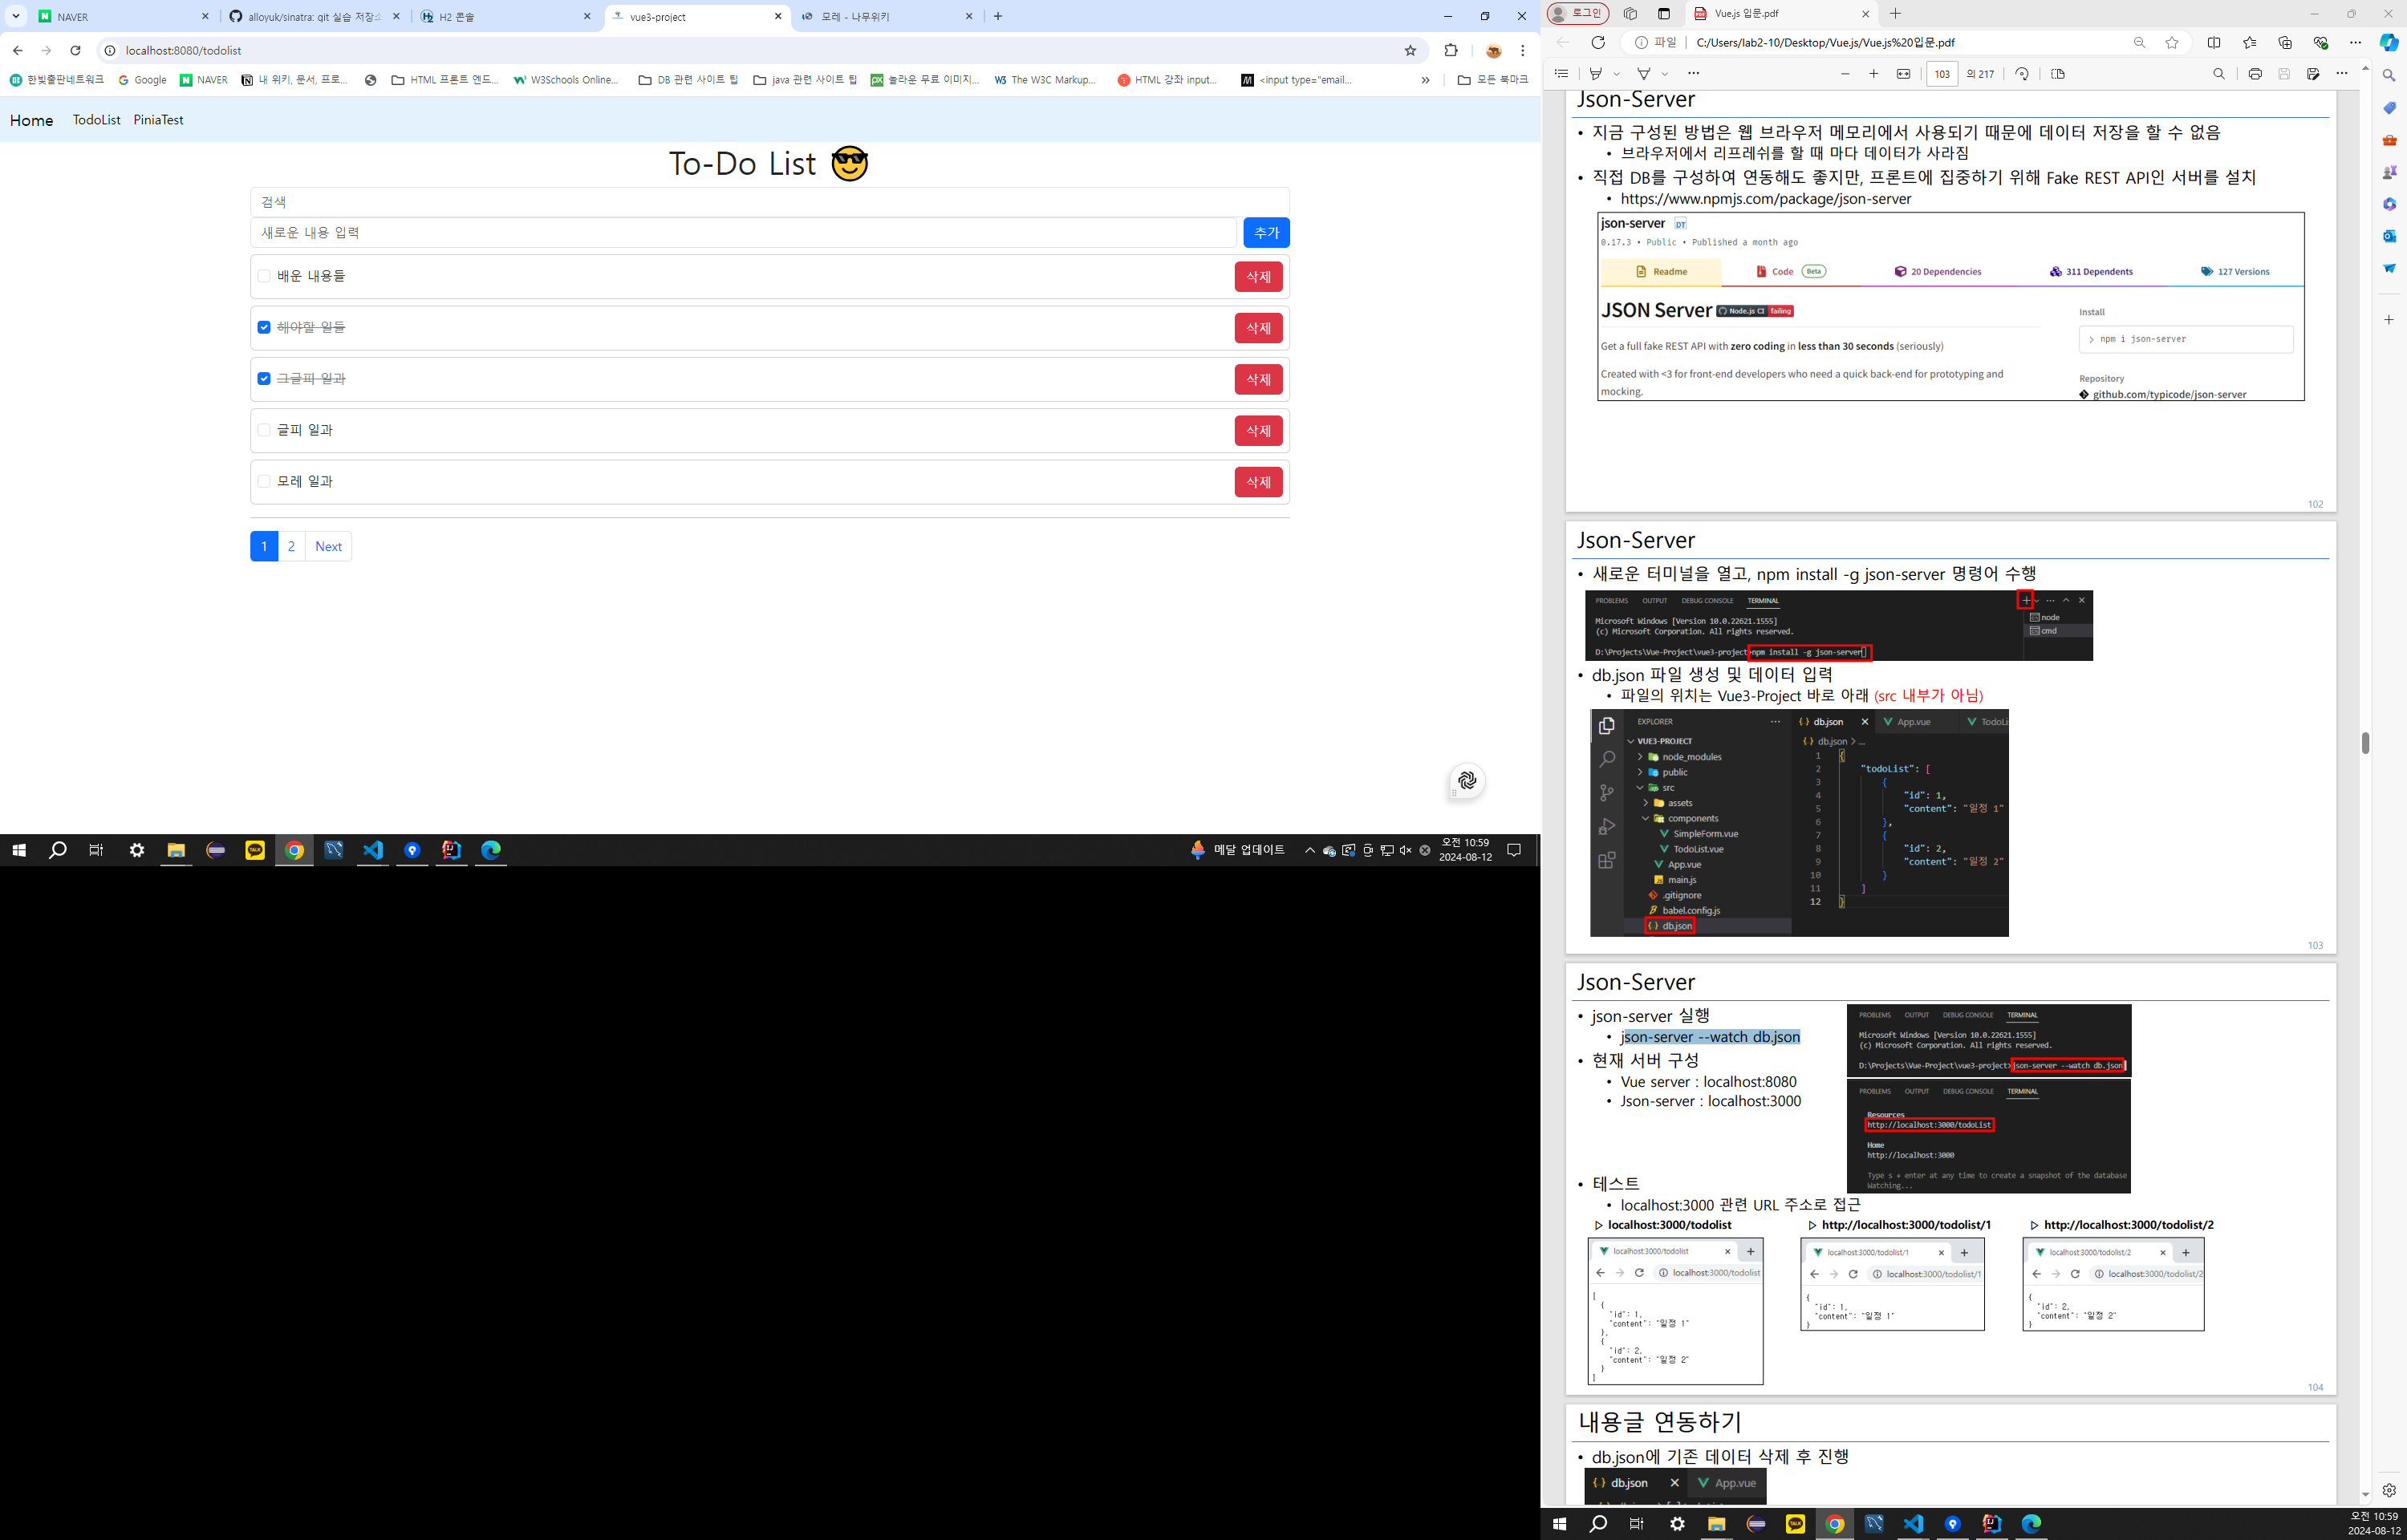 NAVER
alloyuk/sinatra: git 실습 저장소
H2 콘솔
vue3-project
모레 - 나무위키
localhost:8080/todolist
한빛출판네트워크
Google
NAVER
내 위키, 문서, 프로...
HTML 프론트 엔드...
W3Schools Online...
DB 관련 사이트 팁
java 관련 사이트 팁
놀라운 무료 이미지...
The W3C Markup...
HTML 강좌 input...
<input type="email...
모든 북마크
Home TodoList PiniaTest
To-Do List 😎
검색
새로운 내용 입력 추가
배운 내용들 삭제
해야할 일들 삭제
그글피 일과 삭제
글피 일과 삭제
모레 일과 삭제
1 2 Next
메달 업데이트
오전 10:59
2024-08-12
로그인
Vue.js 입문.pdf
파일 C:/Users/lab2-10/Desktop/Vue.js/Vue.js%20입문.pdf
103 의 217
Json-Server
• 지금 구성된 방법은 웹 브라우저 메모리에서 사용되기 때문에 데이터 저장을 할 수 없음
• 브라우저에서 리프레쉬를 할 때 마다 데이터가 사라짐
• 직접 DB를 구성하여 연동해도 좋지만, 프론트에 집중하기 위해 Fake REST API인 서버를 설치
• https://www.npmjs.com/package/json-server
json-server DT
0.17.3 • Public • Published a month ago
Readme
Code Beta
20 Dependencies
311 Dependents
127 Versions
JSON Server Node.js CI failing
Get a full fake REST API with zero coding in less than 30 seconds (seriously)
Created with <3 for front-end developers who need a quick back-end for prototyping and
mocking.
Install
> npm i json-server
Repository
github.com/typicode/json-server
102
Json-Server
• 새로운 터미널을 열고, npm install -g json-server 명령어 수행
PROBLEMS OUTPUT DEBUG CONSOLE TERMINAL
Microsoft Windows [Version 10.0.22621.1555]
(c) Microsoft Corporation. All rights reserved.
D:\Projects\Vue-Project\vue3-project>npm install -g json-server
node
cmd
• db.json 파일 생성 및 데이터 입력
• 파일의 위치는 Vue3-Project 바로 아래 (src 내부가 아님)
EXPLORER
VUE3-PROJECT
node_modules
public
src
assets
components
SimpleForm.vue
TodoList.vue
App.vue
main.js
.gitignore
babel.config.js
db.json
db.json App.vue TodoLi
db.json > ...
1 {
2 "todoList": [
3 {
4 "id": 1,
5 "content": "일정 1"
6 },
7 {
8 "id": 2,
9 "content": "일정 2"
10 }
11 ]
12 }
103
Json-Server
• json-server 실행
• json-server --watch db.json
• 현재 서버 구성
• Vue server : localhost:8080
• Json-server : localhost:3000
PROBLEMS OUTPUT DEBUG CONSOLE TERMINAL
Microsoft Windows [Version 10.0.22621.1555]
(c) Microsoft Corporation. All rights reserved.
D:\Projects\Vue-Project\vue3-project>json-server --watch db.json
PROBLEMS OUTPUT DEBUG CONSOLE TERMINAL
Resources
http://localhost:3000/todoList
Home
http://localhost:3000
Type s + enter at any time to create a snapshot of the database
Watching...
• 테스트
• localhost:3000 관련 URL 주소로 접근
▷ localhost:3000/todolist
▷ http://localhost:3000/todolist/1
▷ http://localhost:3000/todolist/2
localhost:3000/todolist
localhost:3000/todolist
[
{
"id": 1,
"content": "일정 1"
},
{
"id": 2,
"content": "일정 2"
}
]
localhost:3000/todolist/1
localhost:3000/todolist/1
{
"id": 1,
"content": "일정 1"
}
localhost:3000/todolist/2
localhost:3000/todolist/2
{
"id": 2,
"content": "일정 2"
}
104
내용글 연동하기
• db.json에 기존 데이터 삭제 후 진행
db.json App.vue
오전 10:59
2024-08-12